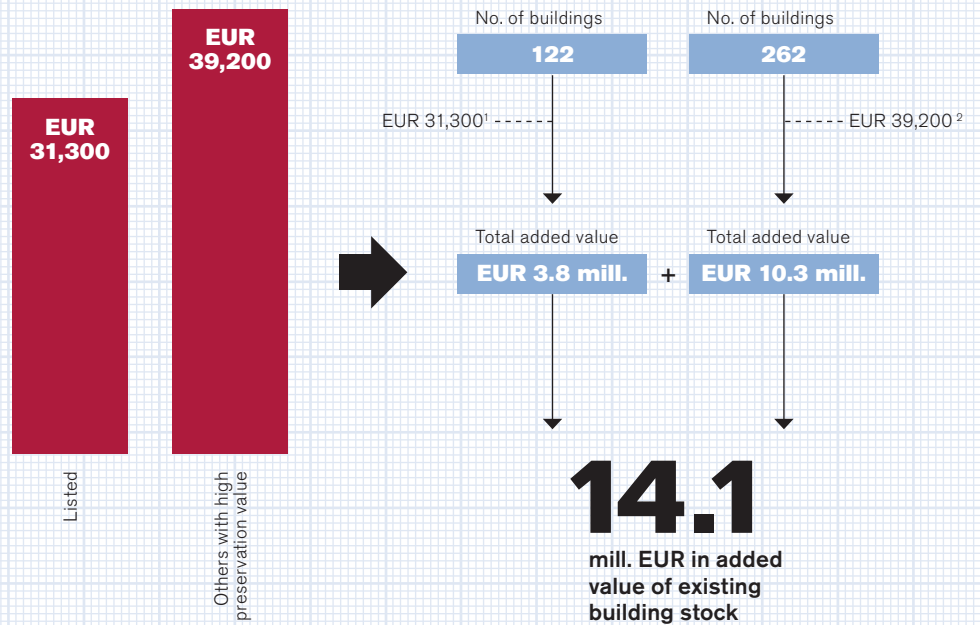 EUR
31,300
Listed
EUR
39,200
Others with high
preservation value
No. of buildings
122
EUR 31,300¹
Total added value
EUR 3.8 mill.
+
No. of buildings
262
EUR 39,200 ²
Total added value
EUR 10.3 mill.
14.1
mill. EUR in added
value of existing
building stock